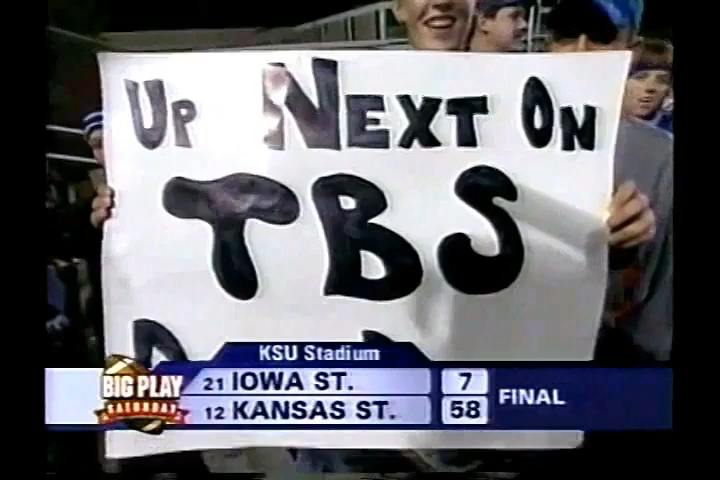 UP NEXT ON
TBS
KSU Stadium
BIG PLAY
SATURDAY
21 IOWA ST. 7
12 KANSAS ST. 58
FINAL